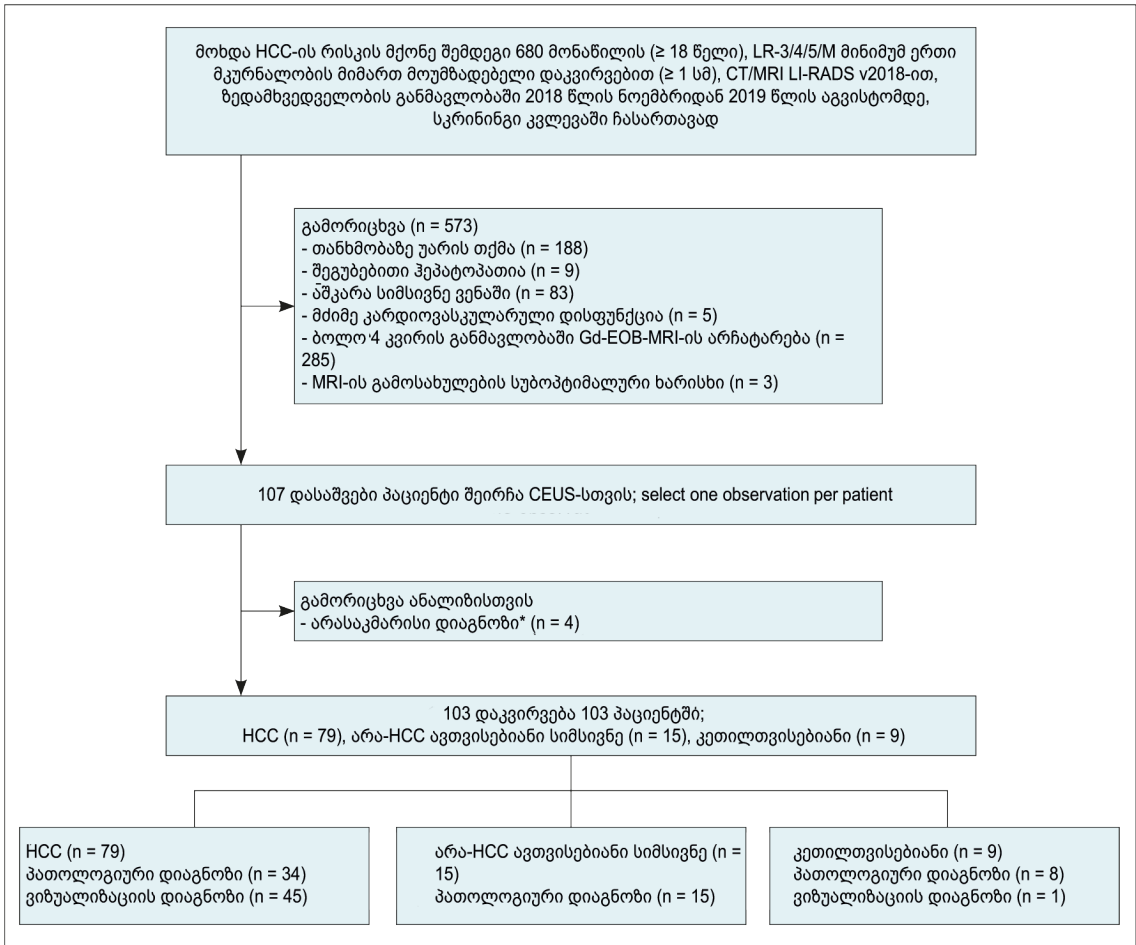 მოხდა HCC-ის რისკის მქონე შემდეგი 680 მონაწილის (≥ 18 წელი), LR-3/4/5/M მინიმუმ ერთი
მკურნალობის მიმართ მოუმზადებელი დაკვირვებით (≥ 1 სმ), CT/MRI LI-RADS v2018-ით,
ზედამხვედველობის განმავლობაში 2018 წლის ნოემბრიდან 2019 წლის აგვისტომდე,
სკრინინგი კვლევაში ჩასართავად
გამორიცხვა (n = 573)
- თანხმობაზე უარის თქმა (n = 188)
- შეგუბებითი ჰეპატოპათია (n = 9)
- აშკარა სიმსივნე ვენაში (n = 83)
- მძიმე კარდიოვასკულარული დისფუნქცია (n = 5)
- ბოლო 4 კვირის განმავლობაში Gd-EOB-MRI-ის არჩატარება (n =
285)
- MRI-ის გამოსახულების სუბოპტიმალური ხარისხი (n = 3)
107 დასაშვები პაციენტი შეირჩა CEUS-სთვის; select one observation per patient
გამორიცხვა ანალიზისთვის
- არასაკმარისი დიაგნოზი* (n = 4)
103 დაკვირვება 103 პაციენტში;
HCC (n = 79), არა-HCC ავთვისებიანი სიმსივნე (n = 15), კეთილთვისებიანი (n = 9)
HCC (n = 79)
პათოლოგიური დიაგნოზი (n = 34)
ვიზუალიზაციის დიაგნოზი (n = 45)
არა-HCC ავთვისებიანი სიმსივნე (n =
15)
პათოლოგიური დიაგნოზი (n = 15)
კეთილთვისებიანი (n = 9)
პათოლოგიური დიაგნოზი (n = 8)
ვიზუალიზაციის დიაგნოზი (n = 1)